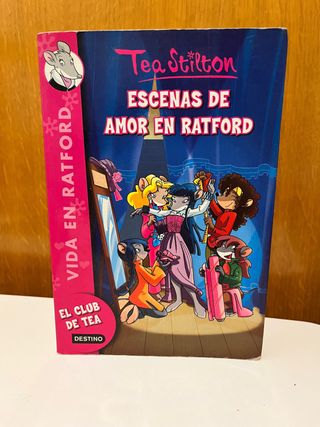 Tea Stilton
ESCENAS DE
AMOR EN RATFORD
VIDA EN RATFORD
EL CLUB
DE TEA
DESTINO